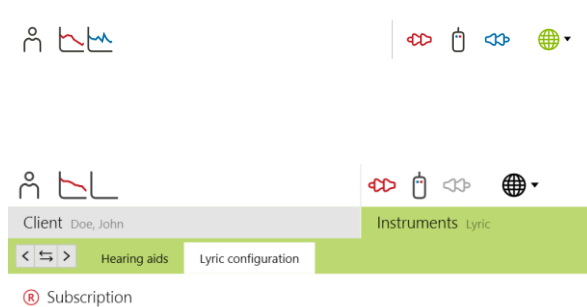 Client Doe, John
Instruments Lyric
Hearing aids
Lyric configuration
R Subscription